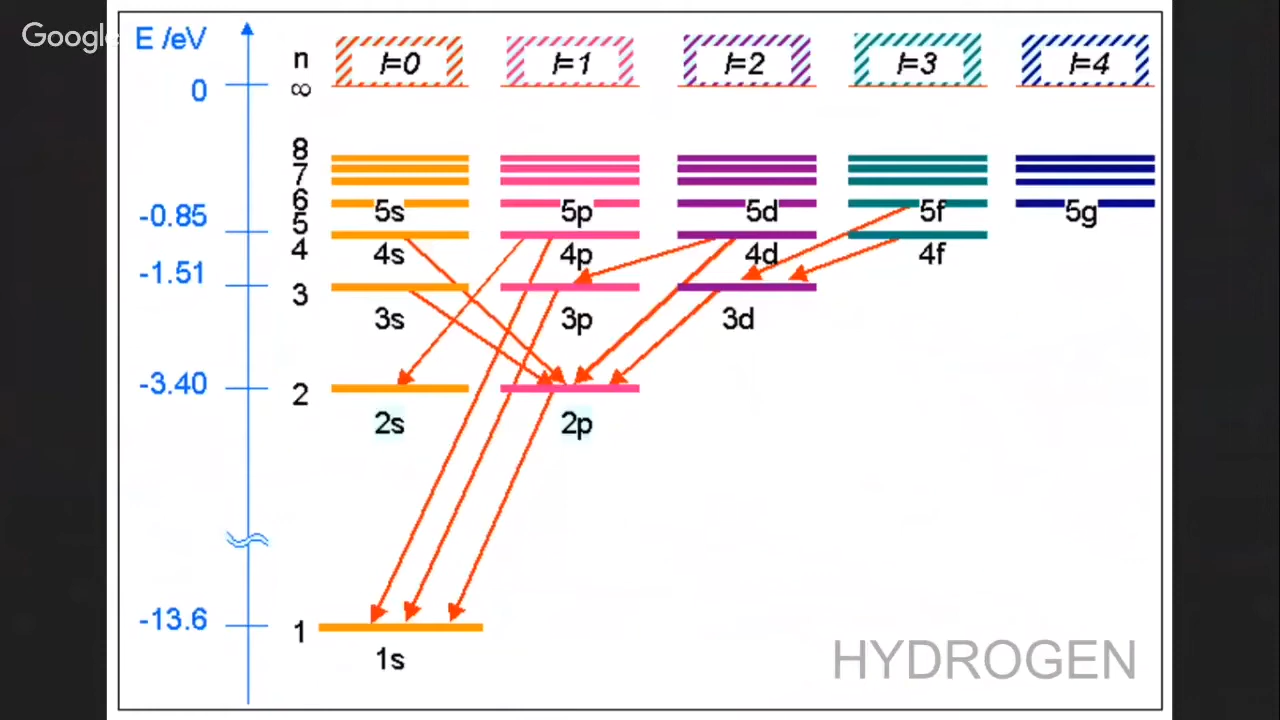 Google
E /eV
n
l=0
l=1
l=2
l=3
l=4
0
∞
8
7
6
5s
5p
5d
5f
5g
-0.85
5
4
4s
4p
4d
4f
-1.51
3
3s
3p
3d
-3.40
2
2s
2p
-13.6
1
1s
HYDROGEN